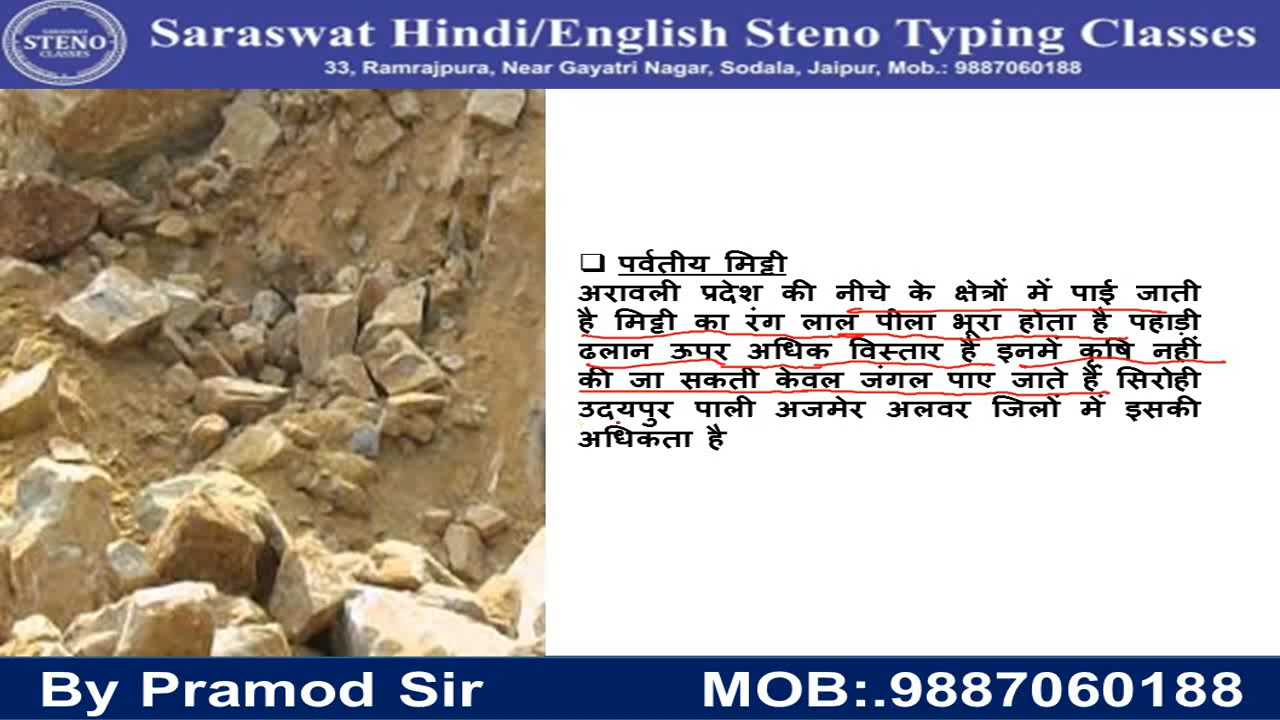 Saraswat Hindi/English Steno Typing Classes
SARASWAT
STENO
CLASSES
33, Ramrajpura, Near Gayatri Nagar, Sodala, Jaipur, Mob.: 9887060188
❑ पर्वतीय मिट्टी
अरावली प्रदेश की नीचे के क्षेत्रों में पाई जाती
है मिट्टी का रंग लाल पीला भूरा होता है पहाड़ी
ढलान ऊपर अधिक विस्तार है इनमें कृषि नहीं
की जा सकती केवल जंगल पाए जाते हैं सिरोही
उदयपुर पाली अजमेर अलवर जिलों में इसकी
अधिकता है
By Pramod Sir
MOB:.9887060188